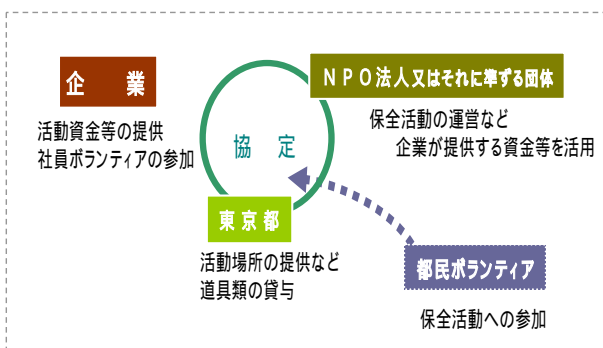 企　業
活動資金等の提供
社員ボランティアの参加
ＮＰＯ法人又はそれに準ずる団体
保全活動の運営など
企業が提供する資金等を活用
協　定
東京都
活動場所の提供など
道具類の貸与
都民ボランティア
保全活動への参加